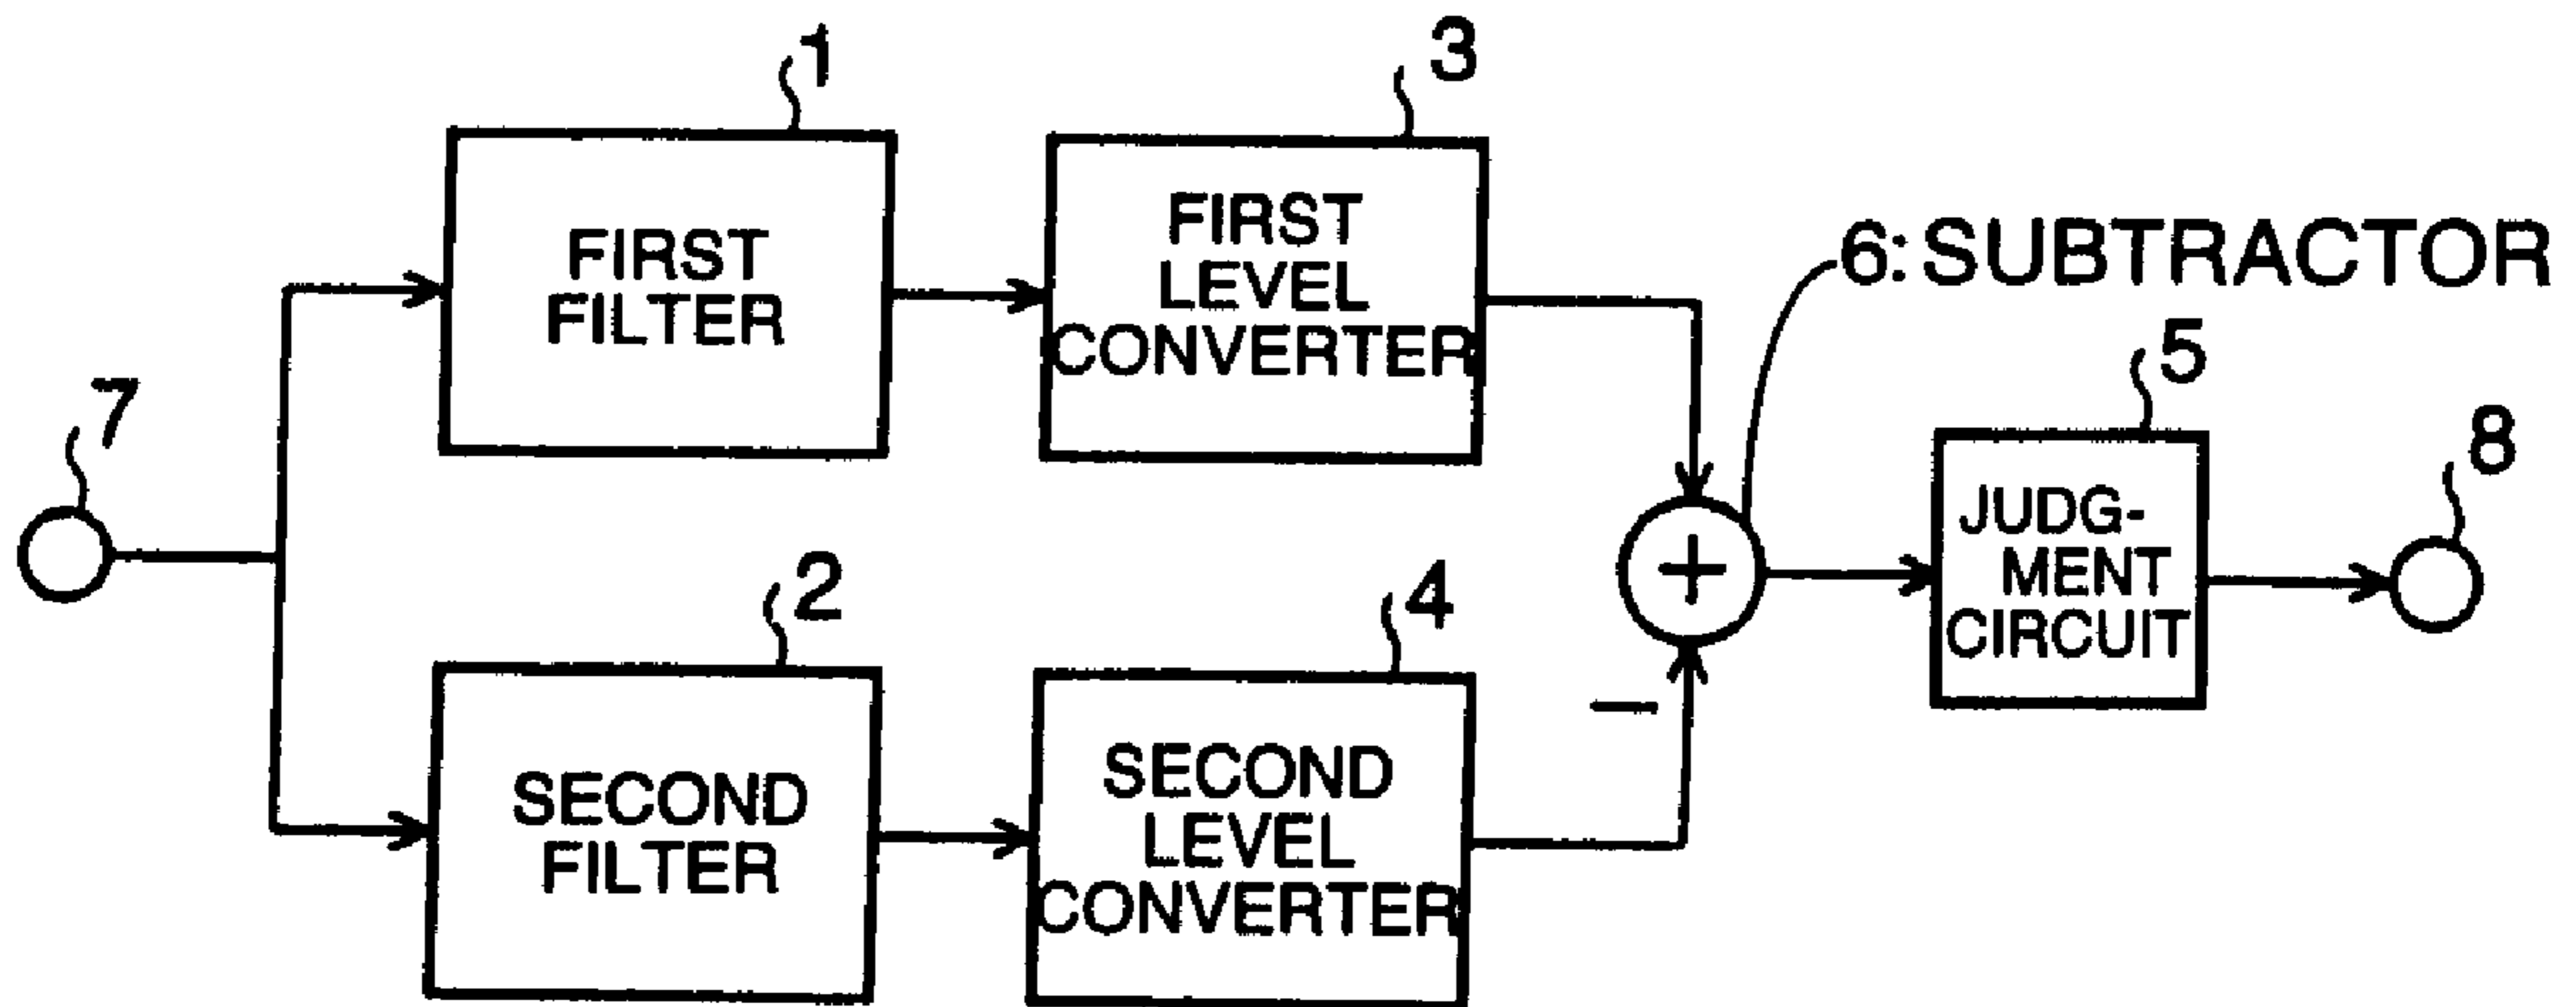 1
3
FIRST
FILTER
FIRST
LEVEL
CONVERTER
6: SUBTRACTOR
5
7
8
JUDG-
MENT
CIRCUIT
+
2
4
−
SECOND
FILTER
SECOND
LEVEL
CONVERTER